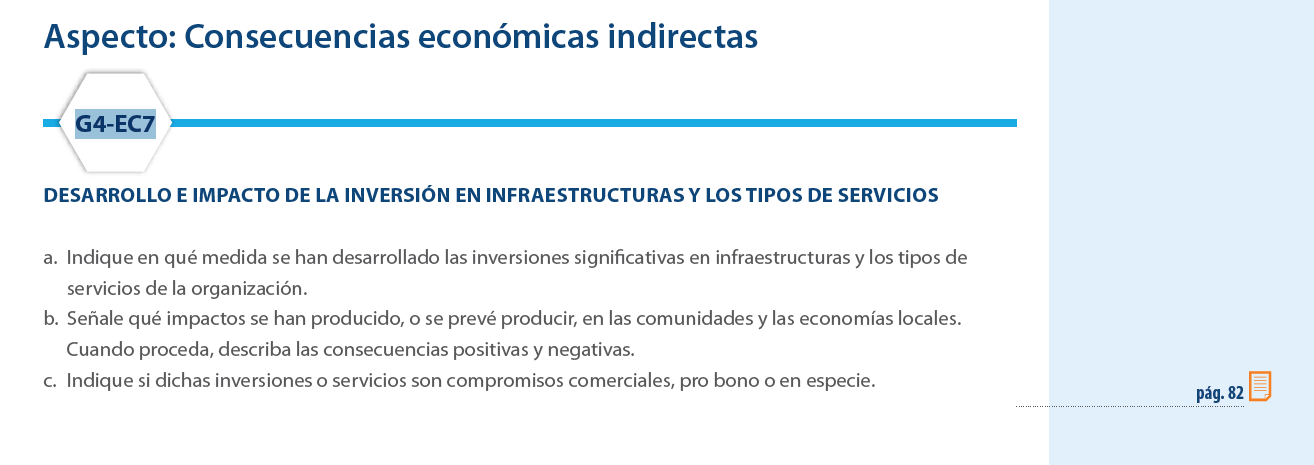 Aspecto: Consecuencias económicas indirectas
G4-EC7
DESARROLLO E IMPACTO DE LA INVERSIÓN EN INFRAESTRUCTURAS Y LOS TIPOS DE SERVICIOS
a. Indique en qué medida se han desarrollado las inversiones significativas en infraestructuras y los tipos de
servicios de la organización.
b. Señale qué impactos se han producido, o se prevé producir, en las comunidades y las economías locales.
Cuando proceda, describa las consecuencias positivas y negativas.
c. Indique si dichas inversiones o servicios son compromisos comerciales, pro bono o en especie.
pág. 82